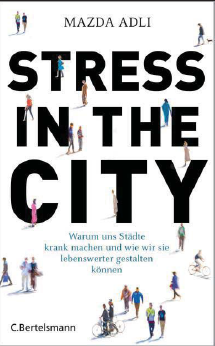 MAZDA ADLI
STRESS
IN THE
CITY
Warum uns Städte
krank machen und wie wir sie
lebenswerter gestalten
können
C.Bertelsmann